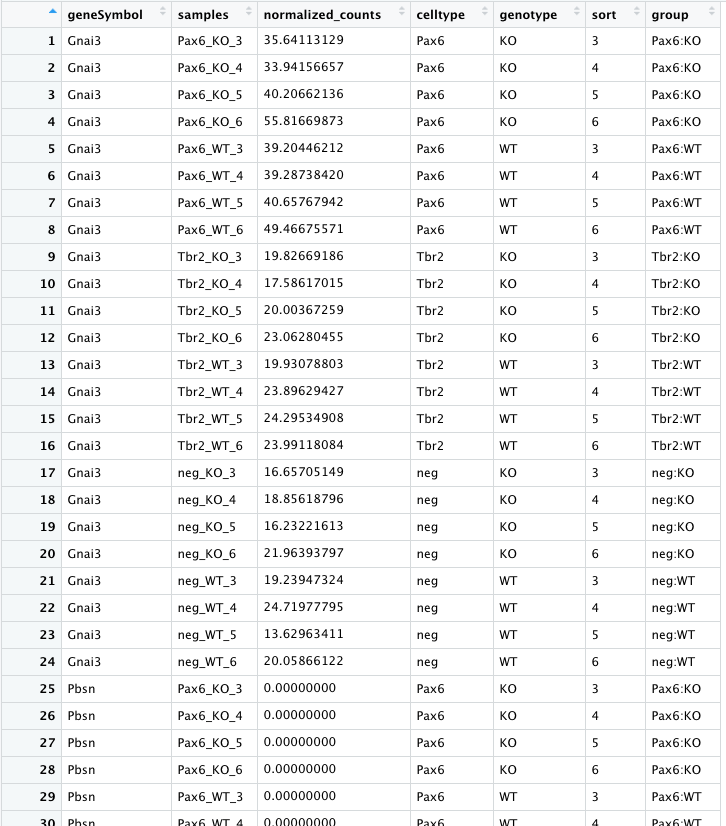 geneSymbol samples normalized_counts celltype genotype sort group
1 Gnai3 Pax6_KO_3 35.64113129 Pax6 KO 3 Pax6:KO
2 Gnai3 Pax6_KO_4 33.94156657 Pax6 KO 4 Pax6:KO
3 Gnai3 Pax6_KO_5 40.20662136 Pax6 KO 5 Pax6:KO
4 Gnai3 Pax6_KO_6 55.81669873 Pax6 KO 6 Pax6:KO
5 Gnai3 Pax6_WT_3 39.20446212 Pax6 WT 3 Pax6:WT
6 Gnai3 Pax6_WT_4 39.28738420 Pax6 WT 4 Pax6:WT
7 Gnai3 Pax6_WT_5 40.65767942 Pax6 WT 5 Pax6:WT
8 Gnai3 Pax6_WT_6 49.46675571 Pax6 WT 6 Pax6:WT
9 Gnai3 Tbr2_KO_3 19.82669186 Tbr2 KO 3 Tbr2:KO
10 Gnai3 Tbr2_KO_4 17.58617015 Tbr2 KO 4 Tbr2:KO
11 Gnai3 Tbr2_KO_5 20.00367259 Tbr2 KO 5 Tbr2:KO
12 Gnai3 Tbr2_KO_6 23.06280455 Tbr2 KO 6 Tbr2:KO
13 Gnai3 Tbr2_WT_3 19.93078803 Tbr2 WT 3 Tbr2:WT
14 Gnai3 Tbr2_WT_4 23.89629427 Tbr2 WT 4 Tbr2:WT
15 Gnai3 Tbr2_WT_5 24.29534908 Tbr2 WT 5 Tbr2:WT
16 Gnai3 Tbr2_WT_6 23.99118084 Tbr2 WT 6 Tbr2:WT
17 Gnai3 neg_KO_3 16.65705149 neg KO 3 neg:KO
18 Gnai3 neg_KO_4 18.85618796 neg KO 4 neg:KO
19 Gnai3 neg_KO_5 16.23221613 neg KO 5 neg:KO
20 Gnai3 neg_KO_6 21.96393797 neg KO 6 neg:KO
21 Gnai3 neg_WT_3 19.23947324 neg WT 3 neg:WT
22 Gnai3 neg_WT_4 24.71977795 neg WT 4 neg:WT
23 Gnai3 neg_WT_5 13.62963411 neg WT 5 neg:WT
24 Gnai3 neg_WT_6 20.05866122 neg WT 6 neg:WT
25 Pbsn Pax6_KO_3 0.00000000 Pax6 KO 3 Pax6:KO
26 Pbsn Pax6_KO_4 0.00000000 Pax6 KO 4 Pax6:KO
27 Pbsn Pax6_KO_5 0.00000000 Pax6 KO 5 Pax6:KO
28 Pbsn Pax6_KO_6 0.00000000 Pax6 KO 6 Pax6:KO
29 Pbsn Pax6_WT_3 0.00000000 Pax6 WT 3 Pax6:WT
30 Pbsn Pax6_WT_4 0.00000000 Pax6 WT 4 Pax6:WT